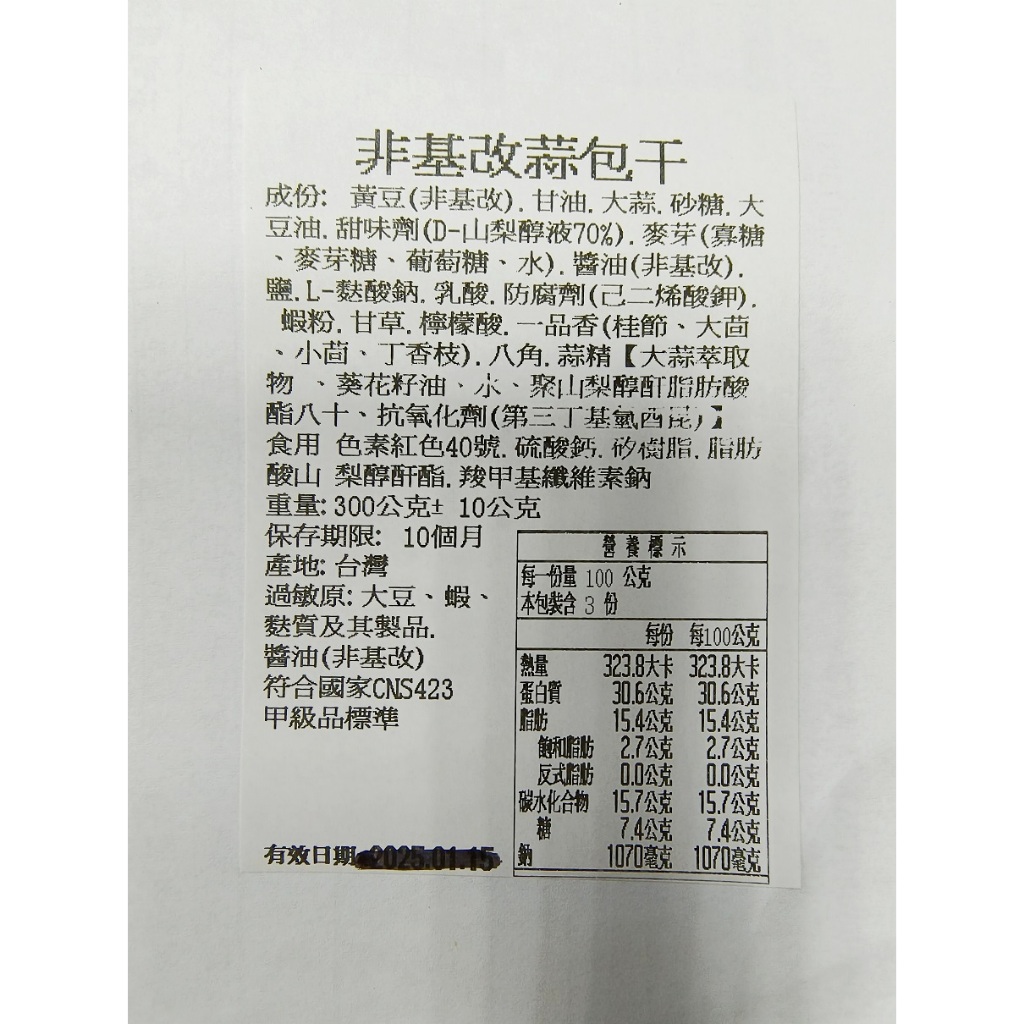 非基改蒜包干
成份: 黃豆(非基改). 甘油. 大蒜. 砂糖. 大
豆油. 甜味劑(D-山梨醇液70%). 麥芽(寡糖
、麥芽糖、葡萄糖、水). 醬油(非基改).
鹽. L-麩酸鈉. 乳酸. 防腐劑(己二烯酸鉀).
蝦粉. 甘草. 檸檬酸. 一品香(桂節、大茴
、小茴、丁香枝). 八角. 蒜精【大蒜萃取
物 、葵花籽油、水、聚山梨醇酐脂肪酸
酯八十、抗氧化劑(第三丁基氫酉昆)】
食用 色素紅色40號. 硫酸鈣. 矽樹脂. 脂肪
酸山 梨醇酐酯. 羧甲基纖維素鈉
重量: 300公克± 10公克
保存期限: 10個月
產地: 台灣
過敏原: 大豆、蝦、
麩質及其製品.
醬油(非基改)
符合國家CNS423
甲級品標準
有效日期 2025.01.15
營養標示
每一份量 100 公克
本包裝含 3 份
每份 每100公克
熱量 323.8大卡 323.8大卡
蛋白質 30.6公克 30.6公克
脂肪 15.4公克 15.4公克
飽和脂肪 2.7公克 2.7公克
反式脂肪 0.0公克 0.0公克
碳水化合物 15.7公克 15.7公克
糖 7.4公克 7.4公克
鈉 1070毫克 1070毫克